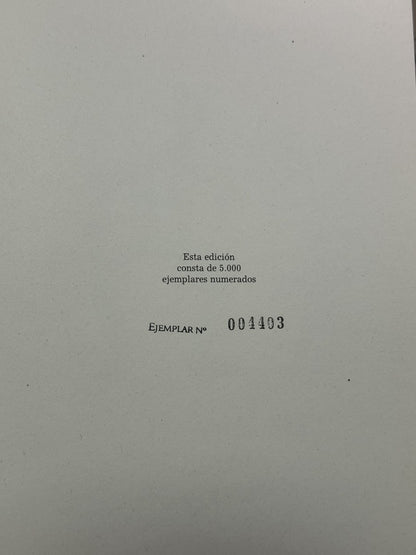 Esta edición
consta de 5.000
ejemplares numerados
EJEMPLAR Nº 004403